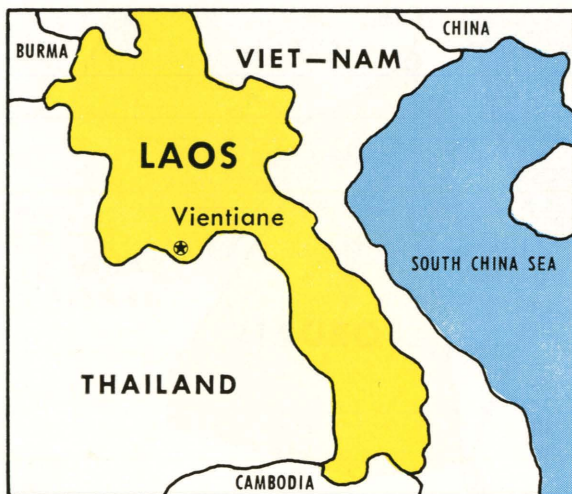 CHINA
BURMA
VIET–NAM
LAOS
Vientiane
SOUTH CHINA SEA
THAILAND
CAMBODIA